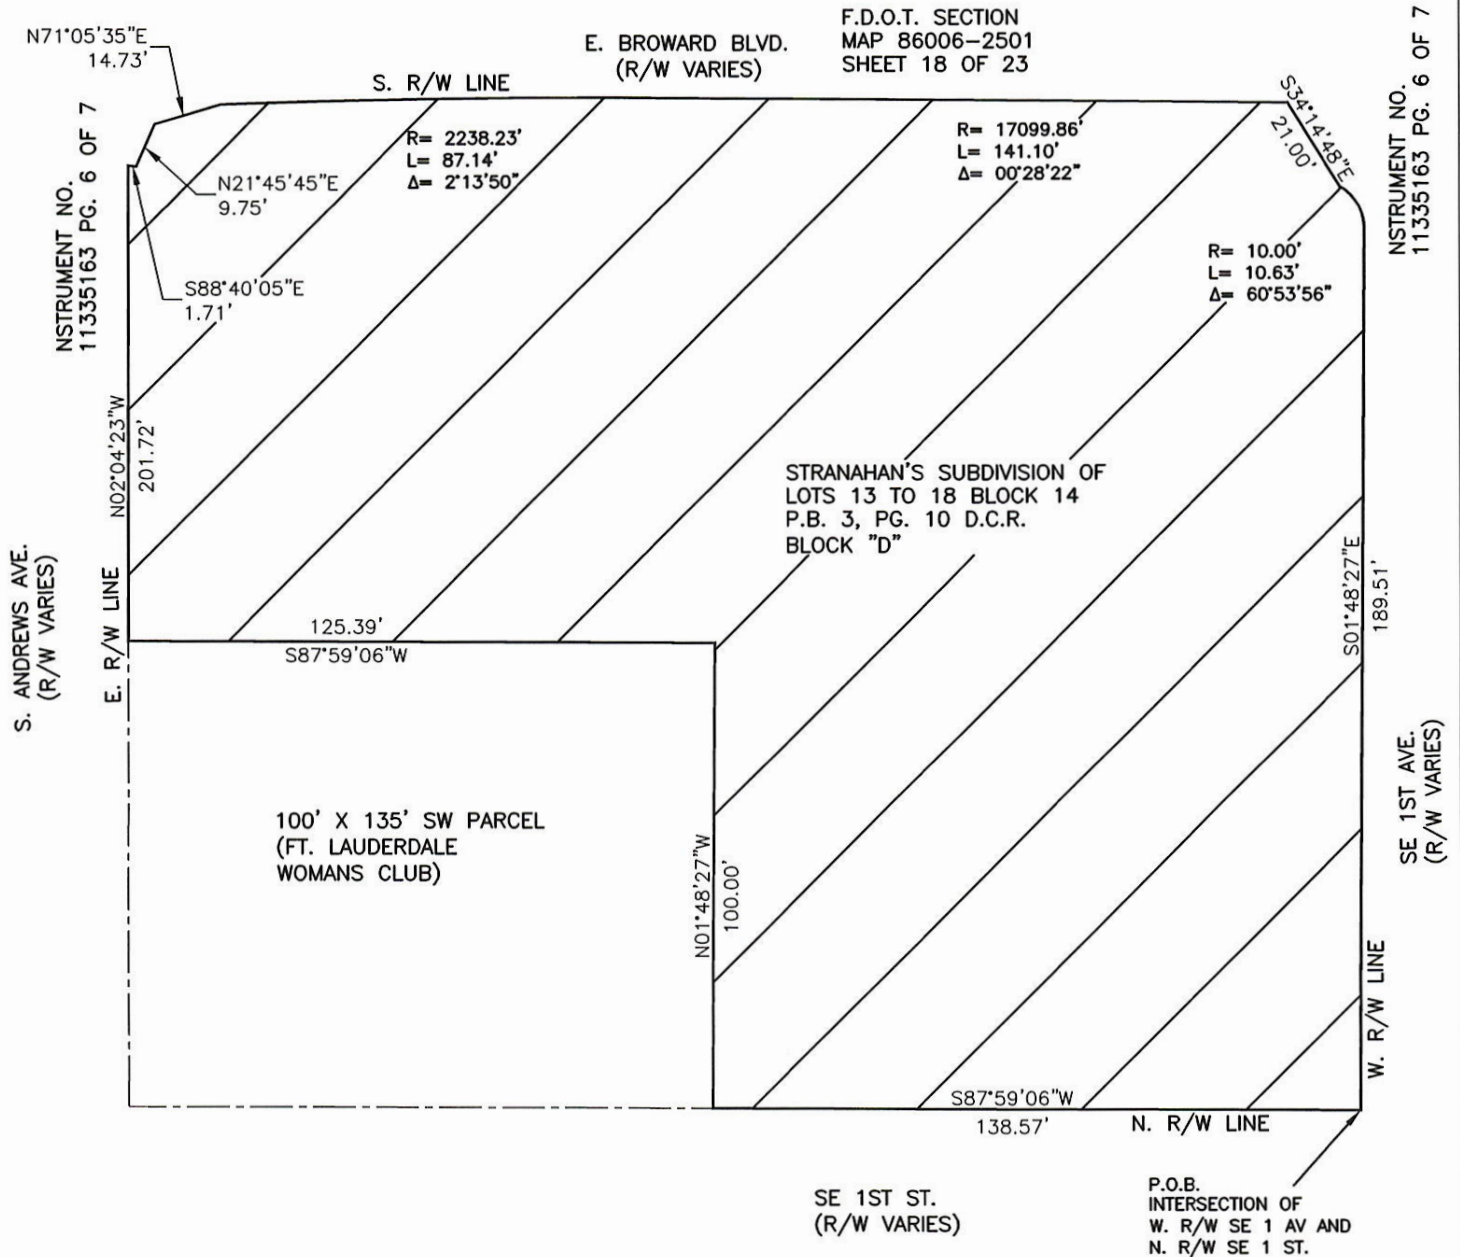 F.D.O.T. SECTION
MAP 86006-2501
SHEET 18 OF 23
E. BROWARD BLVD.
(R/W VARIES)
N71°05'35"E
14.73'
S. R/W LINE
NSTRUMENT NO.
11335163 PG. 6 OF 7
R= 2238.23'
L= 87.14'
Δ= 2°13'50"
R= 17099.86'
L= 141.10'
Δ= 00°28'22"
S34°14'48"E
21.00'
NSTRUMENT NO.
11335163 PG. 6 OF 7
N21°45'45"E
9.75'
S88°40'05"E
1.71'
R= 10.00'
L= 10.63'
Δ= 60°53'56"
N02°04'23"W
201.72'
STRANAHAN'S SUBDIVISION OF
LOTS 13 TO 18 BLOCK 14
P.B. 3, PG. 10 D.C.R.
BLOCK "D"
S. ANDREWS AVE.
(R/W VARIES)
E. R/W LINE
125.39'
S87°59'06"W
S01°48'27"E
189.51'
SE 1ST AVE.
(R/W VARIES)
100' X 135' SW PARCEL
(FT. LAUDERDALE
WOMANS CLUB)
N01°48'27"W
100.00'
W. R/W LINE
S87°59'06"W
138.57'
N. R/W LINE
SE 1ST ST.
(R/W VARIES)
P.O.B.
INTERSECTION OF
W. R/W SE 1 AV AND
N. R/W SE 1 ST.